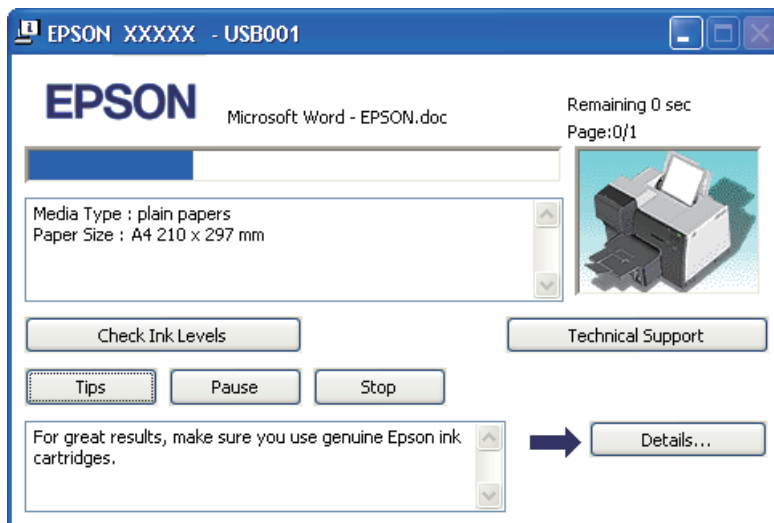 EPSON XXXXX - USB001
EPSON
Microsoft Word - EPSON.doc
Remaining 0 sec
Page:0/1
Media Type : plain papers
Paper Size : A4 210 x 297 mm
Check Ink Levels
Technical Support
Tips
Pause
Stop
For great results, make sure you use genuine Epson ink
cartridges.
Details...